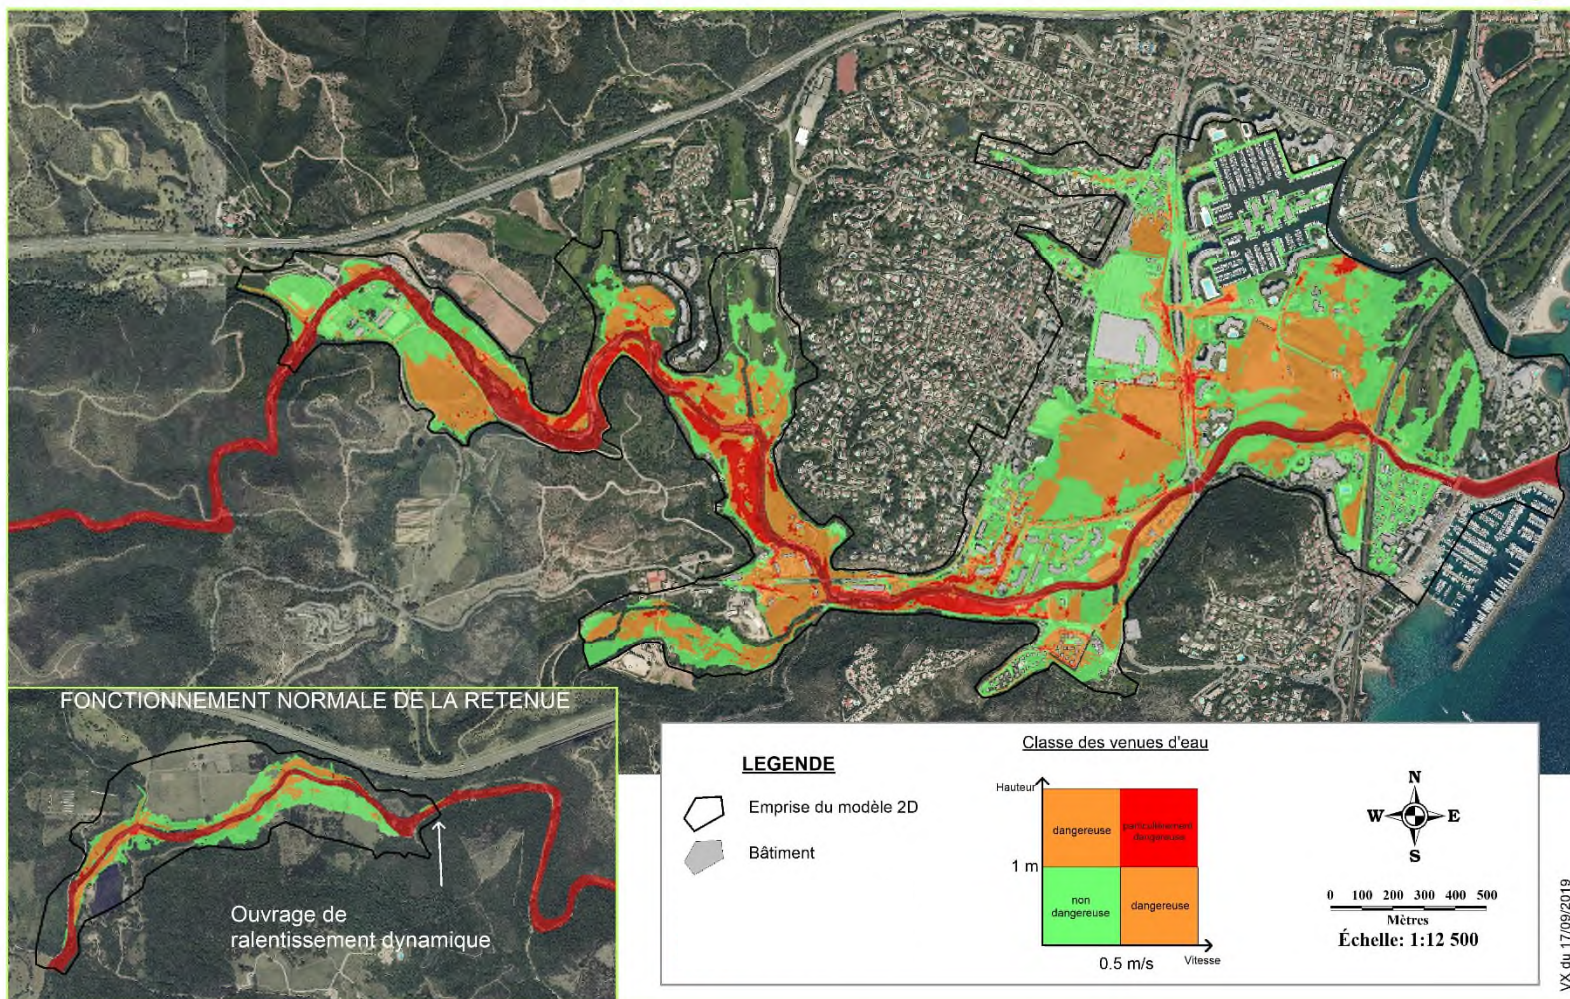 FONCTIONNEMENT NORMALE DE LA RETENUE
Ouvrage de
ralentissement dynamique
LEGENDE
Emprise du modèle 2D
Bâtiment
Classe des venues d'eau
Hauteur
dangereuse
particulièrement
dangereuse
1 m
non
dangereuse
dangereuse
0.5 m/s
Vitesse
N
W
E
S
0 100 200 300 400 500
Mètres
Échelle: 1:12 500
VX du 17/09/2019